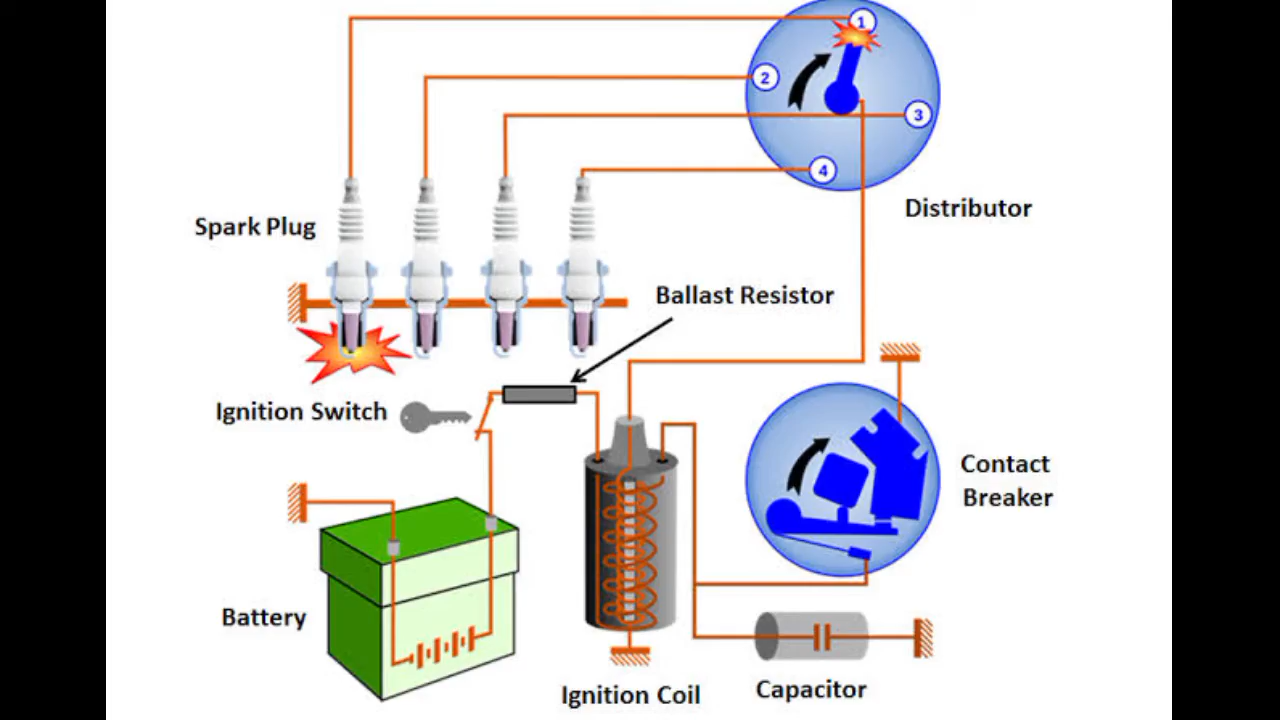 1
2
3
4
Distributor
Spark Plug
Ballast Resistor
Ignition Switch
Contact
Breaker
Battery
Ignition Coil
Capacitor